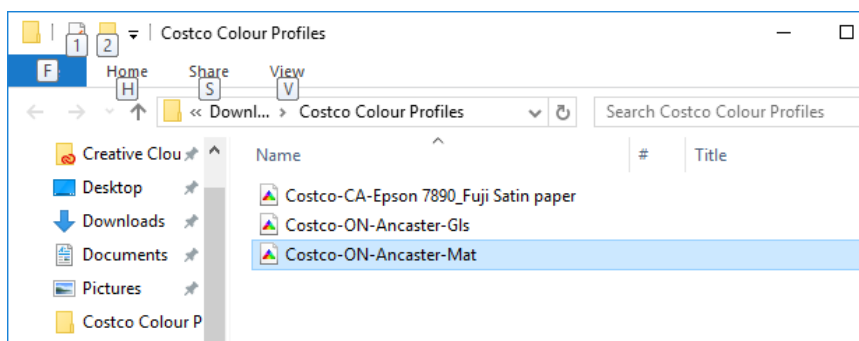 1 2 Costco Colour Profiles
F Home Share View
H S V
« Downl... › Costco Colour Profiles Search Costco Colour Profiles
Creative Clou Name # Title
Desktop Costco-CA-Epson 7890_Fuji Satin paper
Downloads Costco-ON-Ancaster-Gls
Documents Costco-ON-Ancaster-Mat
Pictures
Costco Colour P